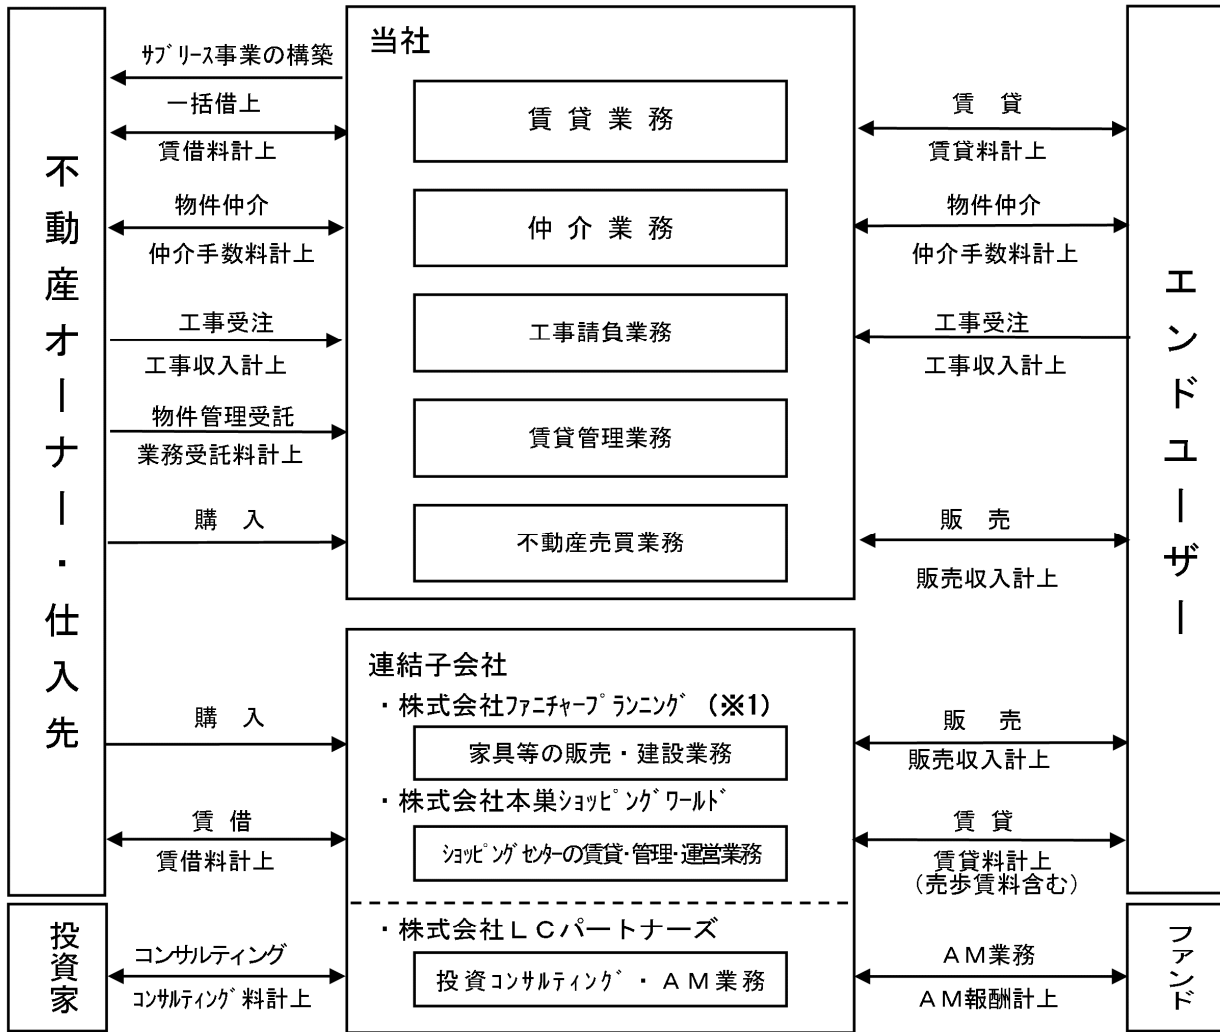 不動産オーナー・仕入先
サブリース事業の構築
一括借上
賃借料計上
物件仲介
仲介手数料計上
工事受注
工事収入計上
物件管理受託
業務受託料計上
購 入
購 入
賃 借
賃借料計上
投資家
コンサルティング
コンサルティング料計上
当社
賃 貸 業 務
仲 介 業 務
工事請負業務
賃貸管理業務
不動産売買業務
連結子会社
・株式会社ファニチャープランニング (※1)
家具等の販売・建設業務
・株式会社本巣ショッピングワールド
ショッピングセンターの賃貸・管理・運営業務
・株式会社LCパートナーズ
投資コンサルティング・AM業務
賃 貸
賃貸料計上
物件仲介
仲介手数料計上
工事受注
工事収入計上
販 売
販売収入計上
販 売
販売収入計上
賃 貸
賃貸料計上
(売歩賃料含む)
AM業務
AM報酬計上
エンドユーザー
ファンド